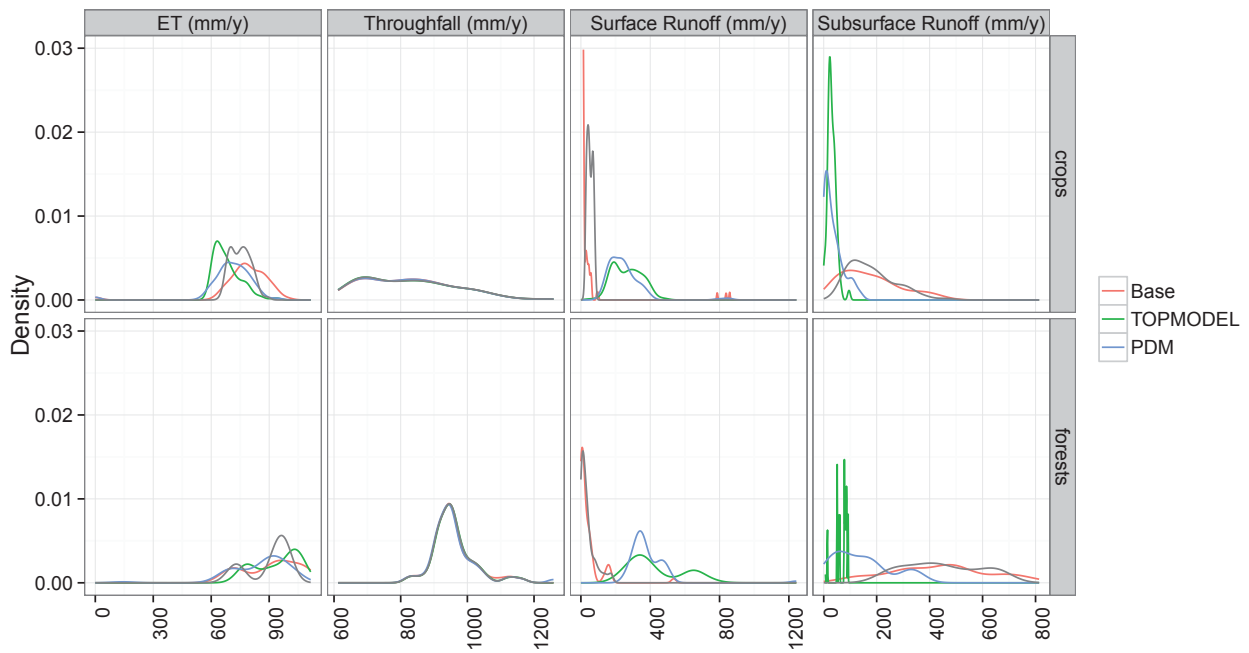 ET (mm/y) Throughfall (mm/y) Surface Runoff (mm/y) Subsurface Runoff (mm/y)
0.03
0.02
0.01
0.00
crops
Density
Base
TOPMODEL
PDM
0.03
0.02
0.01
0.00
forests
0 300 600 900 600 800 1000 1200 0 400 800 1200 0 200 400 600 800